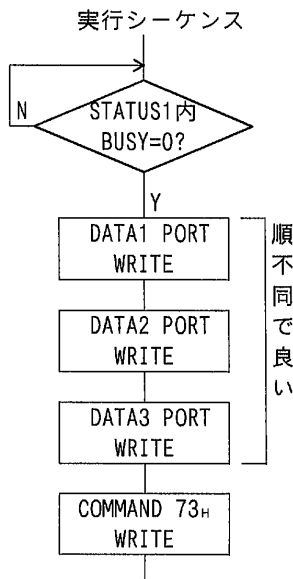 実行シーケンス
N
STATUS1内
BUSY=0?
Y
DATA1 PORT
WRITE
DATA2 PORT
WRITE
DATA3 PORT
WRITE
順不同で良い
COMMAND 73H
WRITE